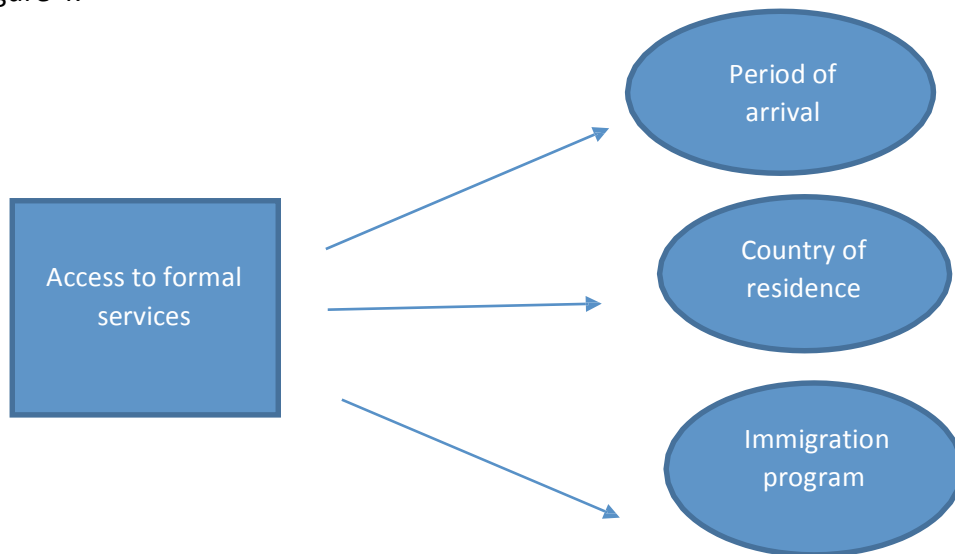 Period of
arrival
Access to formal
services
Country of
residence
Immigration
program